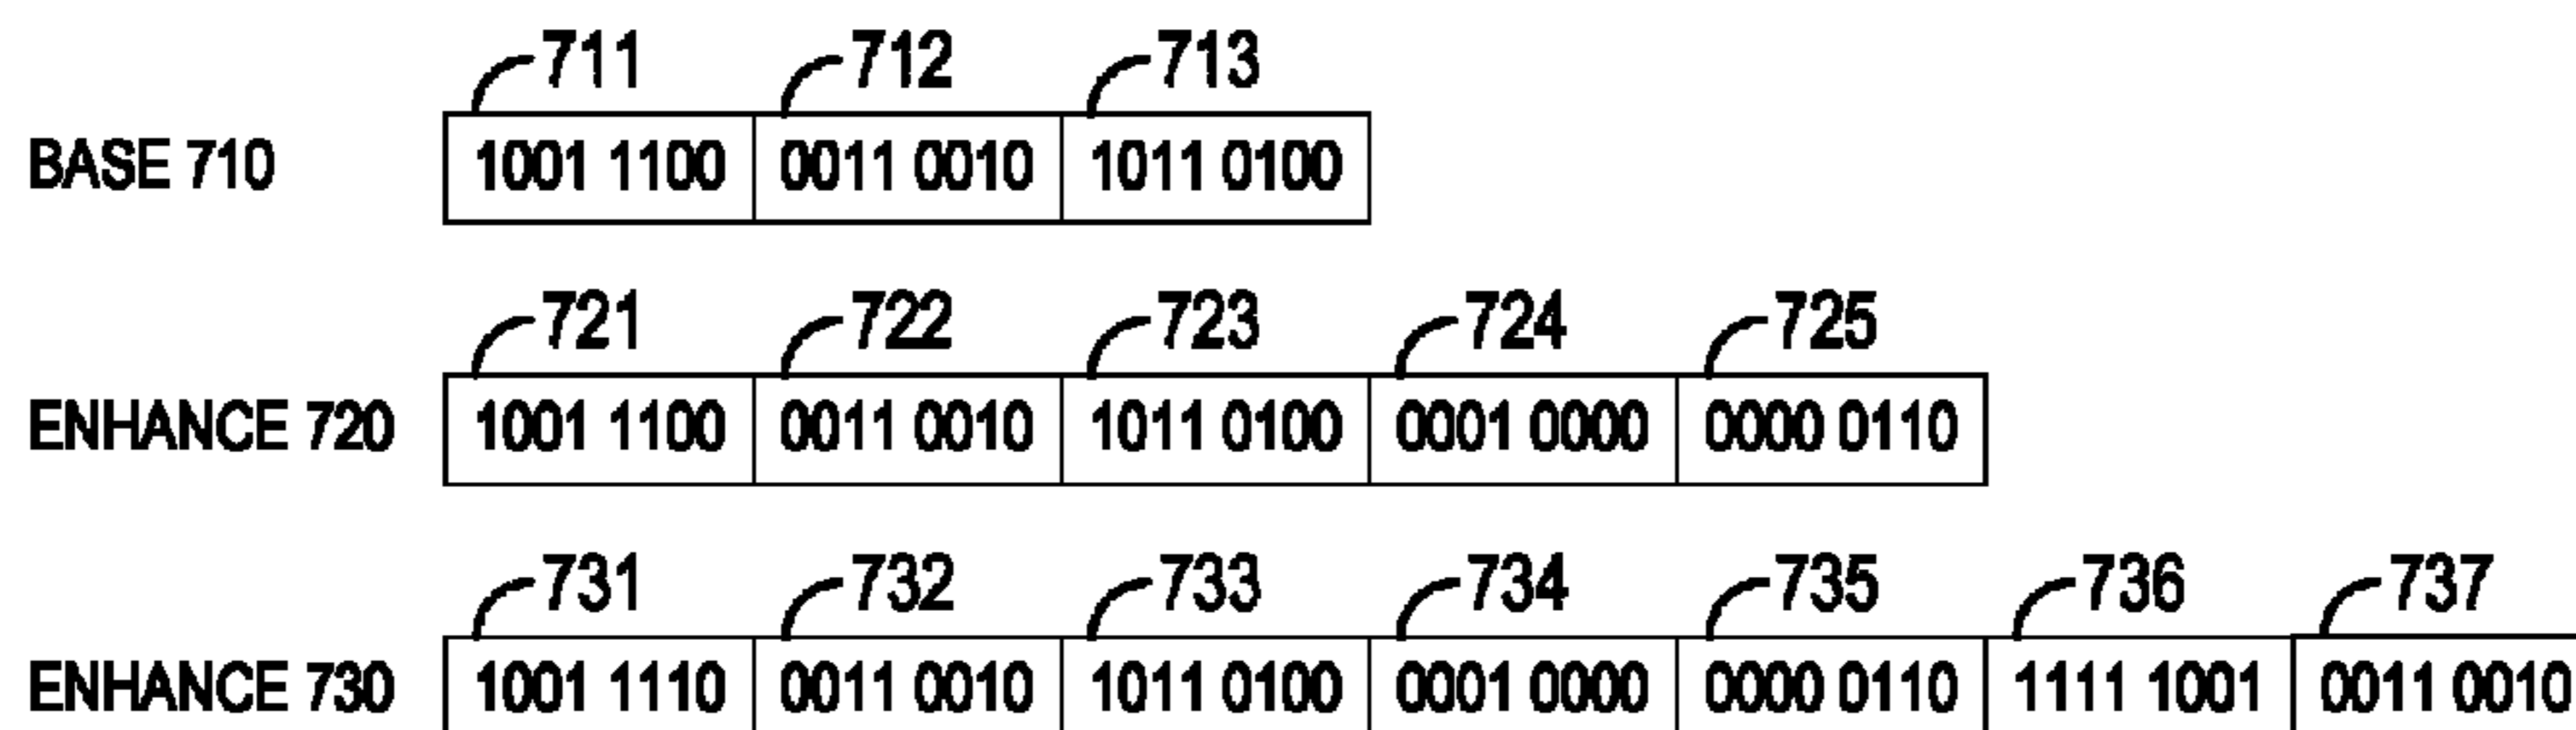 711 712 713
BASE 710 1001 1100 0011 0010 1011 0100
721 722 723 724 725
ENHANCE 720 1001 1100 0011 0010 1011 0100 0001 0000 0000 0110
731 732 733 734 735 736 737
ENHANCE 730 1001 1110 0011 0010 1011 0100 0001 0000 0000 0110 1111 1001 0011 0010